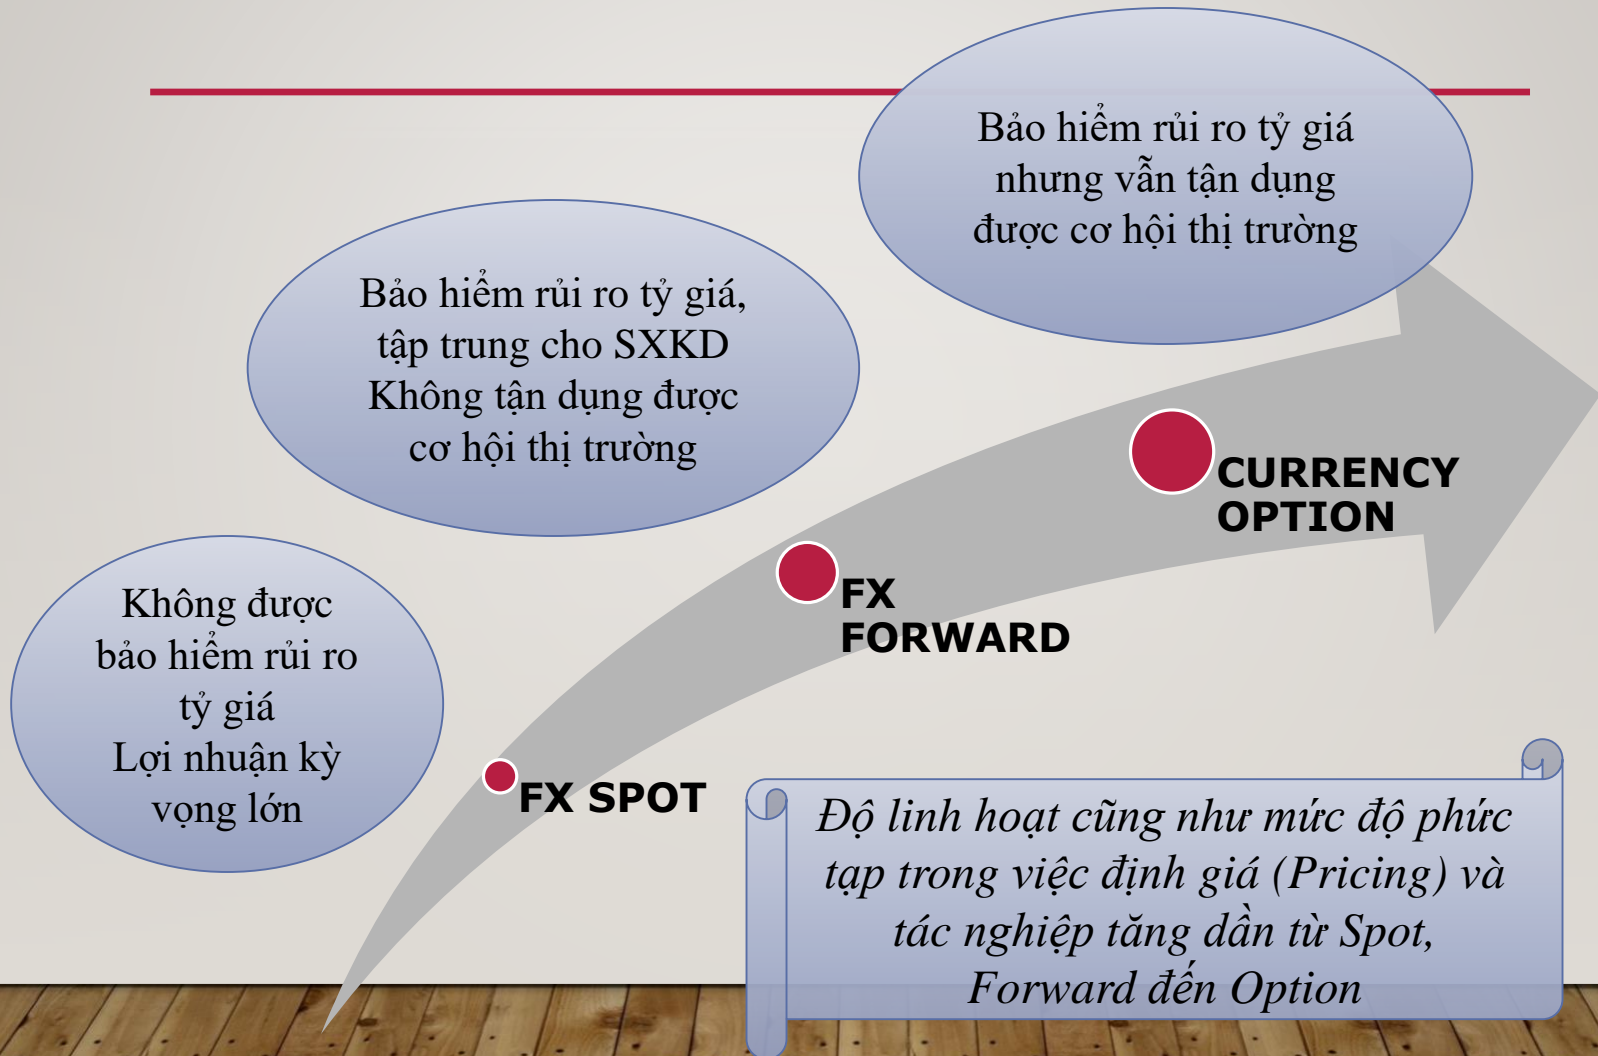 Bảo hiểm rủi ro tỷ giá
nhưng vẫn tận dụng
được cơ hội thị trường
Bảo hiểm rủi ro tỷ giá,
tập trung cho SXKD
Không tận dụng được
cơ hội thị trường
CURRENCY
OPTION
FX
FORWARD
Không được
bảo hiểm rủi ro
tỷ giá
Lợi nhuận kỳ
vọng lớn
FX SPOT
Độ linh hoạt cũng như mức độ phức
tạp trong việc định giá (Pricing) và
tác nghiệp tăng dần từ Spot,
Forward đến Option